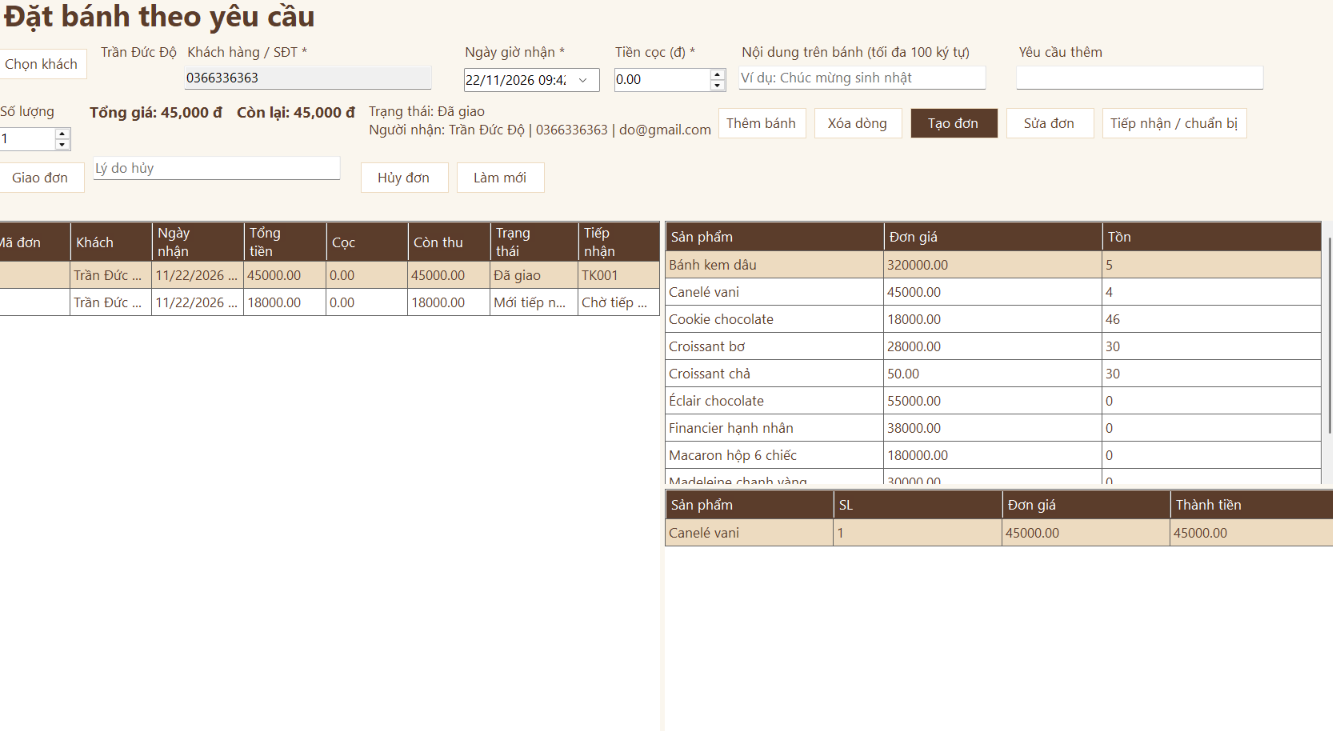 Đặt bánh theo yêu cầu
Chọn khách
Trần Đức Độ
Khách hàng / SĐT *
0366336363
Ngày giờ nhận *
22/11/2026 09:42
Tiền cọc (đ) *
0.00
Nội dung trên bánh (tối đa 100 ký tự)
Ví dụ: Chúc mừng sinh nhật
Yêu cầu thêm
Số lượng
1
Tổng giá: 45,000 đ Còn lại: 45,000 đ
Trạng thái: Đã giao
Người nhận: Trần Đức Độ | 0366336363 | do@gmail.com
Thêm bánh
Xóa dòng
Tạo đơn
Sửa đơn
Tiếp nhận / chuẩn bị
Giao đơn
Lý do hủy
Hủy đơn
Làm mới
Mã đơn Khách Ngày nhận Tổng tiền Cọc Còn thu Trạng thái Tiếp nhận
Trần Đức ... 11/22/2026 ... 45000.00 0.00 45000.00 Đã giao TK001
Trần Đức ... 11/22/2026 ... 18000.00 0.00 18000.00 Mới tiếp n... Chờ tiếp ...
Sản phẩm Đơn giá Tồn
Bánh kem dâu 320000.00 5
Canelé vani 45000.00 4
Cookie chocolate 18000.00 46
Croissant bơ 28000.00 30
Croissant chả 50.00 30
Éclair chocolate 55000.00 0
Financier hạnh nhân 38000.00 0
Macaron hộp 6 chiếc 180000.00 0
Madeleine chanh vàng 30000.00 0
Sản phẩm SL Đơn giá Thành tiền
Canelé vani 1 45000.00 45000.00